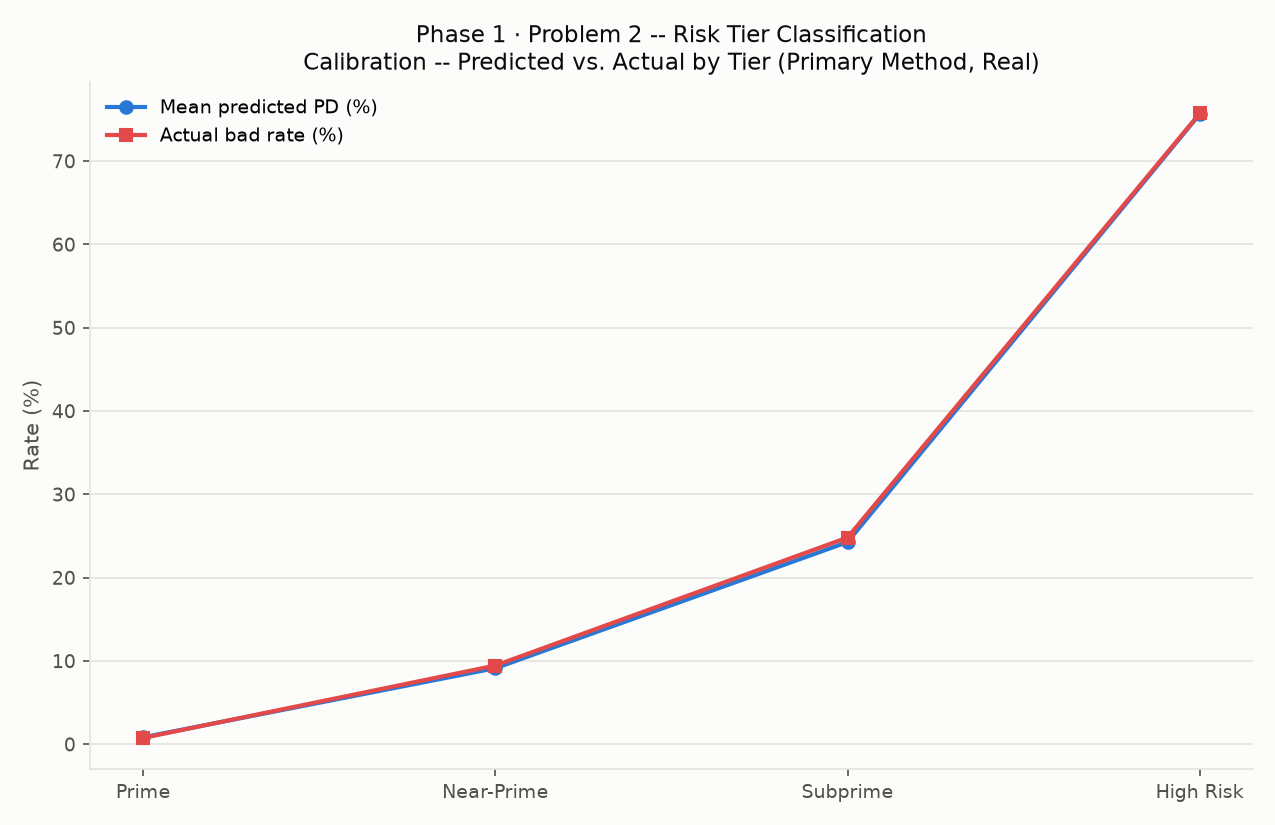 Phase 1 · Problem 2 -- Risk Tier Classification
Calibration -- Predicted vs. Actual by Tier (Primary Method, Real)
Mean predicted PD (%)
Actual bad rate (%)
Rate (%)
70
60
50
40
30
20
10
0
Prime
Near-Prime
Subprime
High Risk